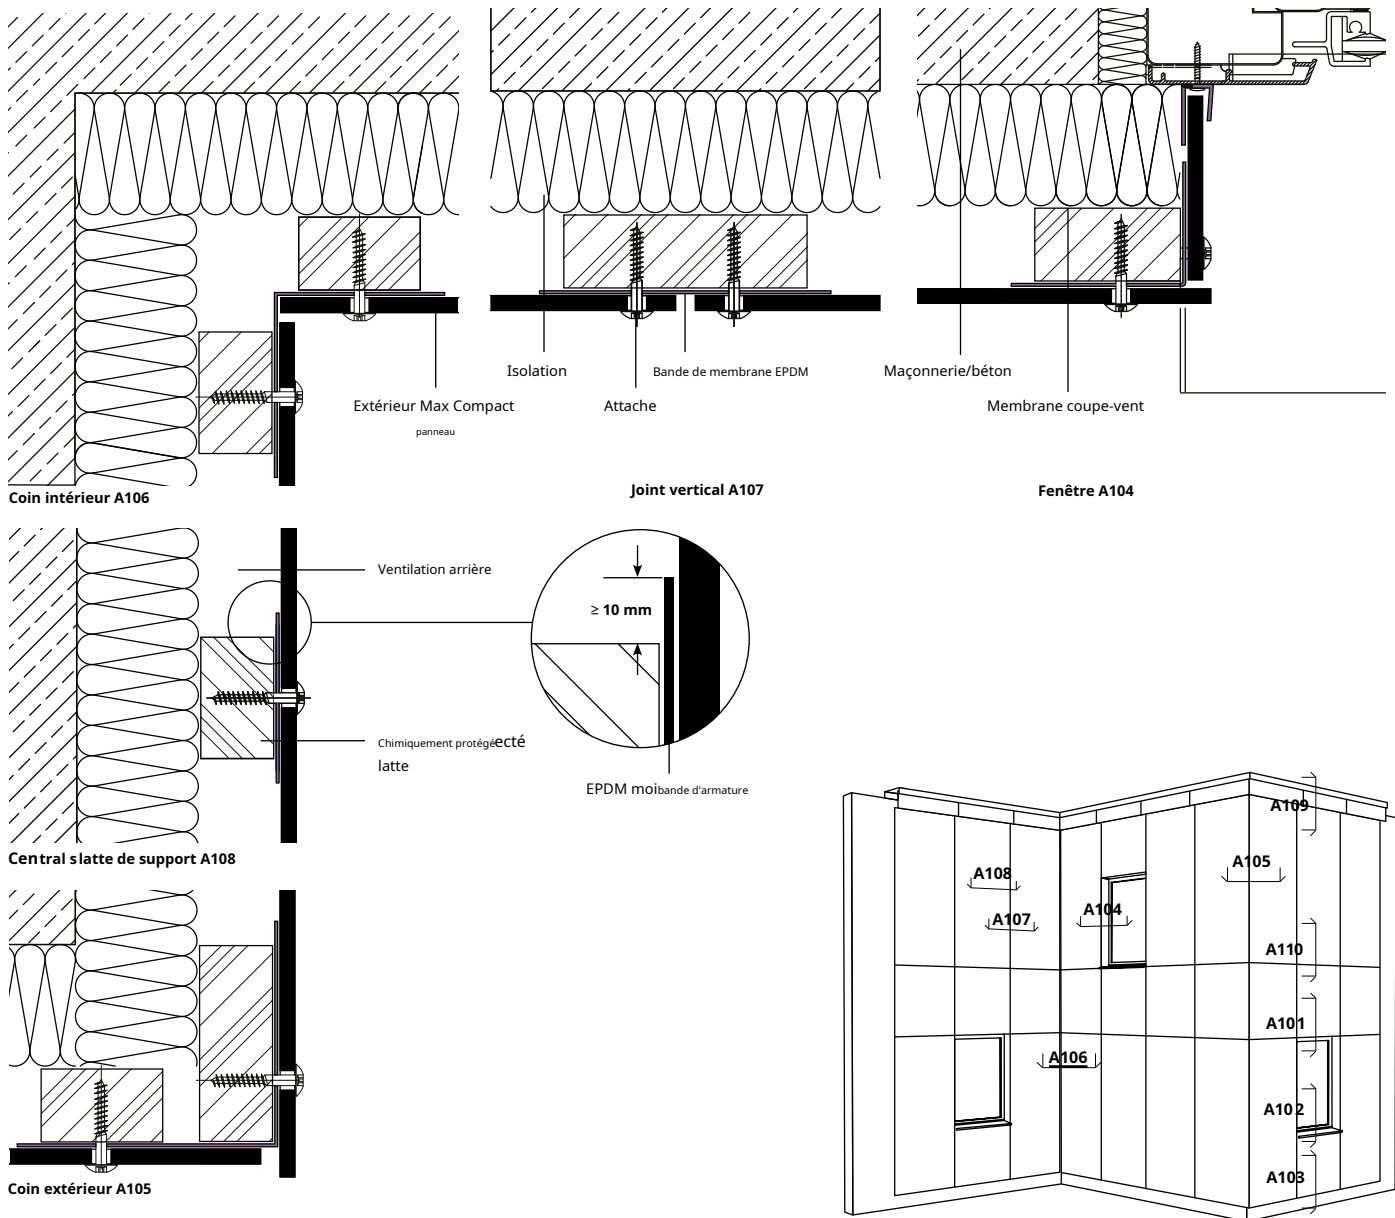 Isolation
Bande de membrane EPDM
Maçonnerie/béton
Extérieur Max Compact
panneau
Attache
Membrane coupe-vent
Coin intérieur A106
Joint vertical A107
Fenêtre A104
Ventilation arrière
≥ 10 mm
Chimiquement protégéecté
latte
EPDM moibande d'armature
Central slatte de support A108
Coin extérieur A105
A109
A105
A108
A107
A104
A110
A101
A106
A102
A103